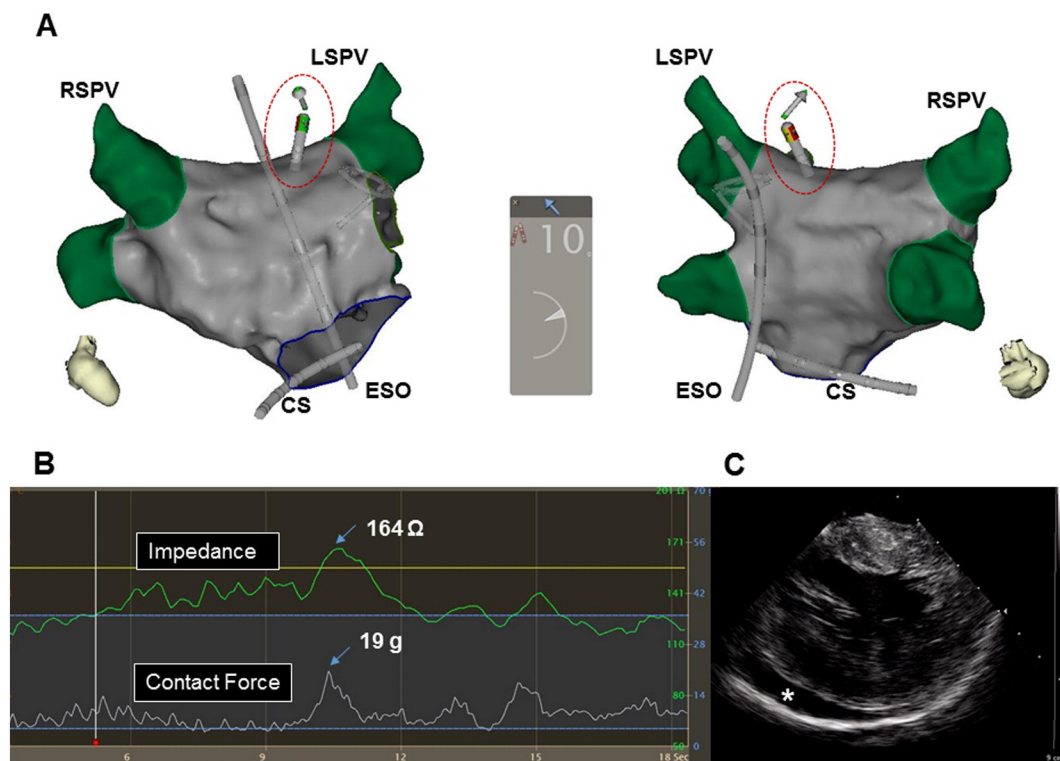 A
RSPV
LSPV
LSPV
RSPV
10
CS
ESO
ESO
CS
B
C
164 Ω
Impedance
19 g
Contact Force
201 Ω
171
141
110
80
50
70 g
56
42
28
14
0
6
9
12
15
18 Sec
*